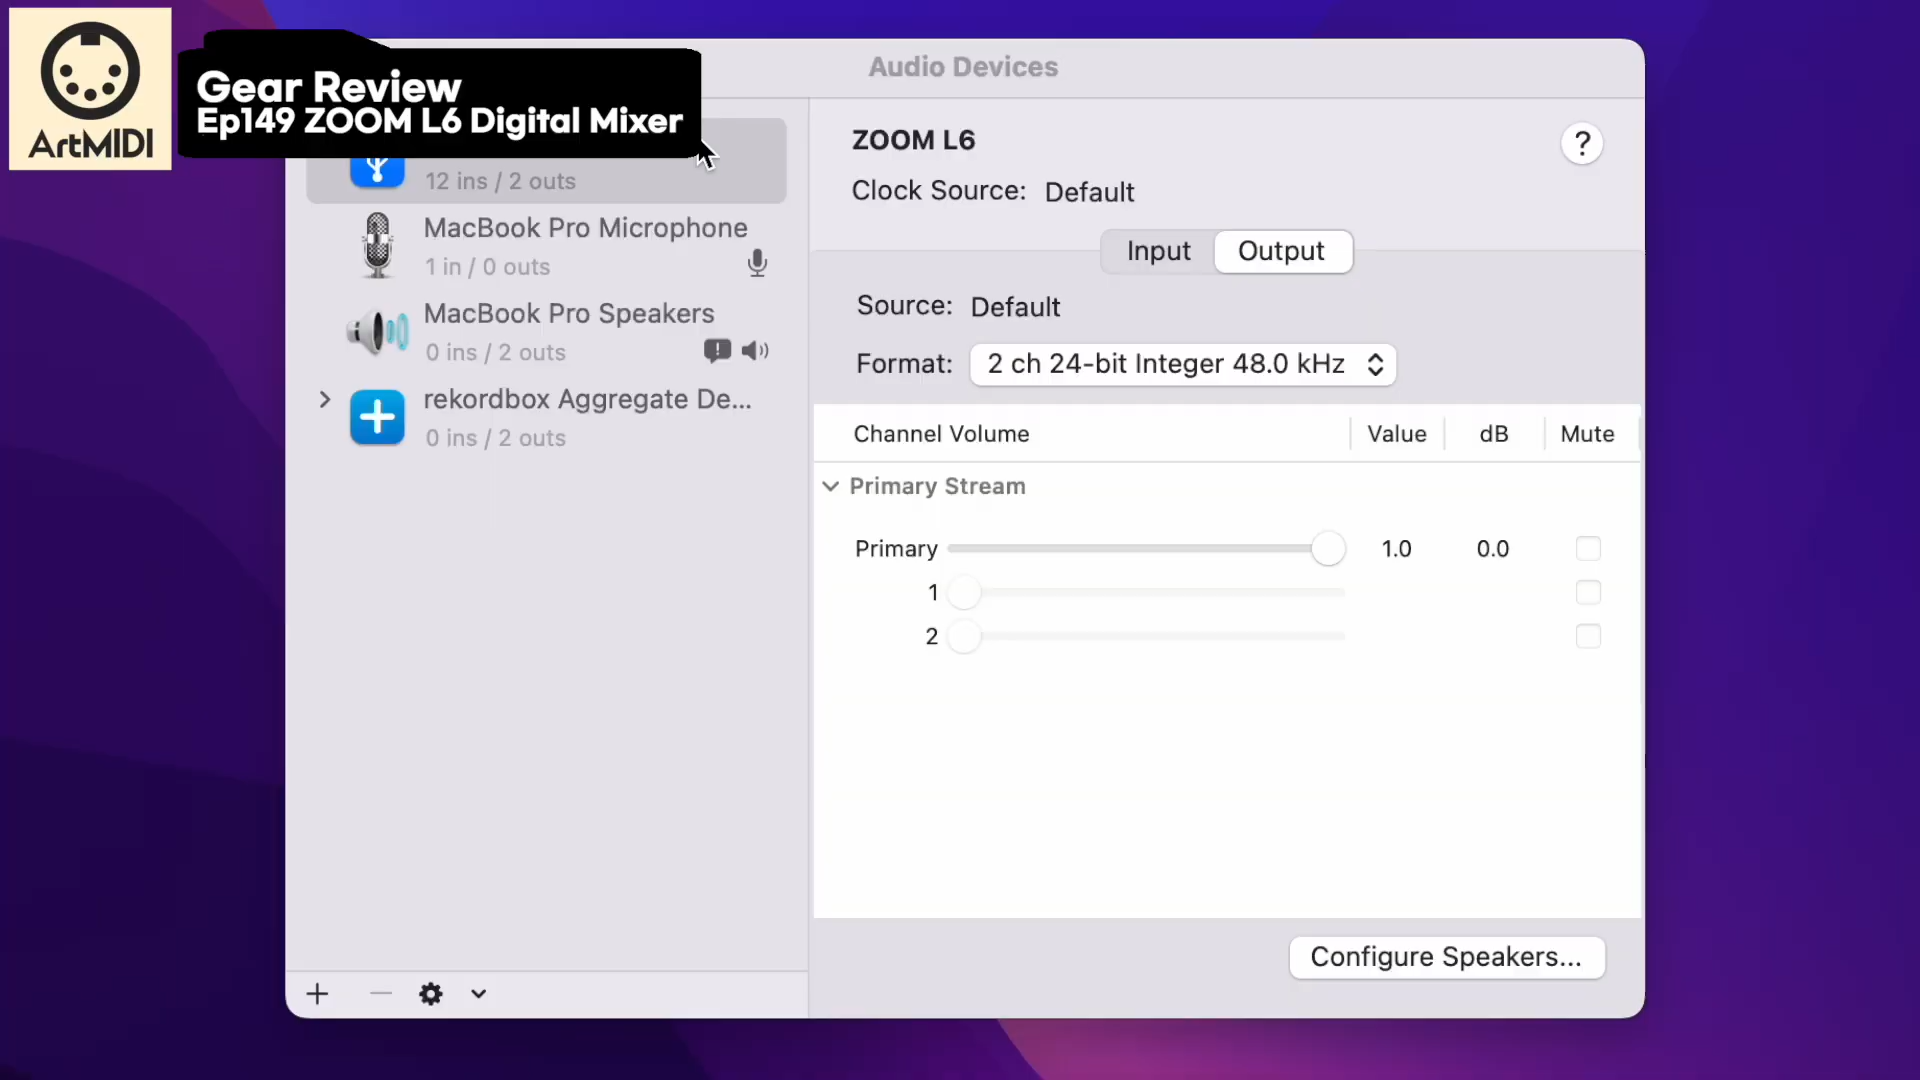 ArtMIDI
Gear Review
Ep149 ZOOM L6 Digital Mixer
Audio Devices
12 ins / 2 outs
MacBook Pro Microphone
1 in / 0 outs
MacBook Pro Speakers
0 ins / 2 outs
rekordbox Aggregate De...
0 ins / 2 outs
ZOOM L6
?
Clock Source: Default
Input Output
Source: Default
Format: 2 ch 24-bit Integer 48.0 kHz
Channel Volume Value dB Mute
Primary Stream
Primary 1.0 0.0
1
2
Configure Speakers...